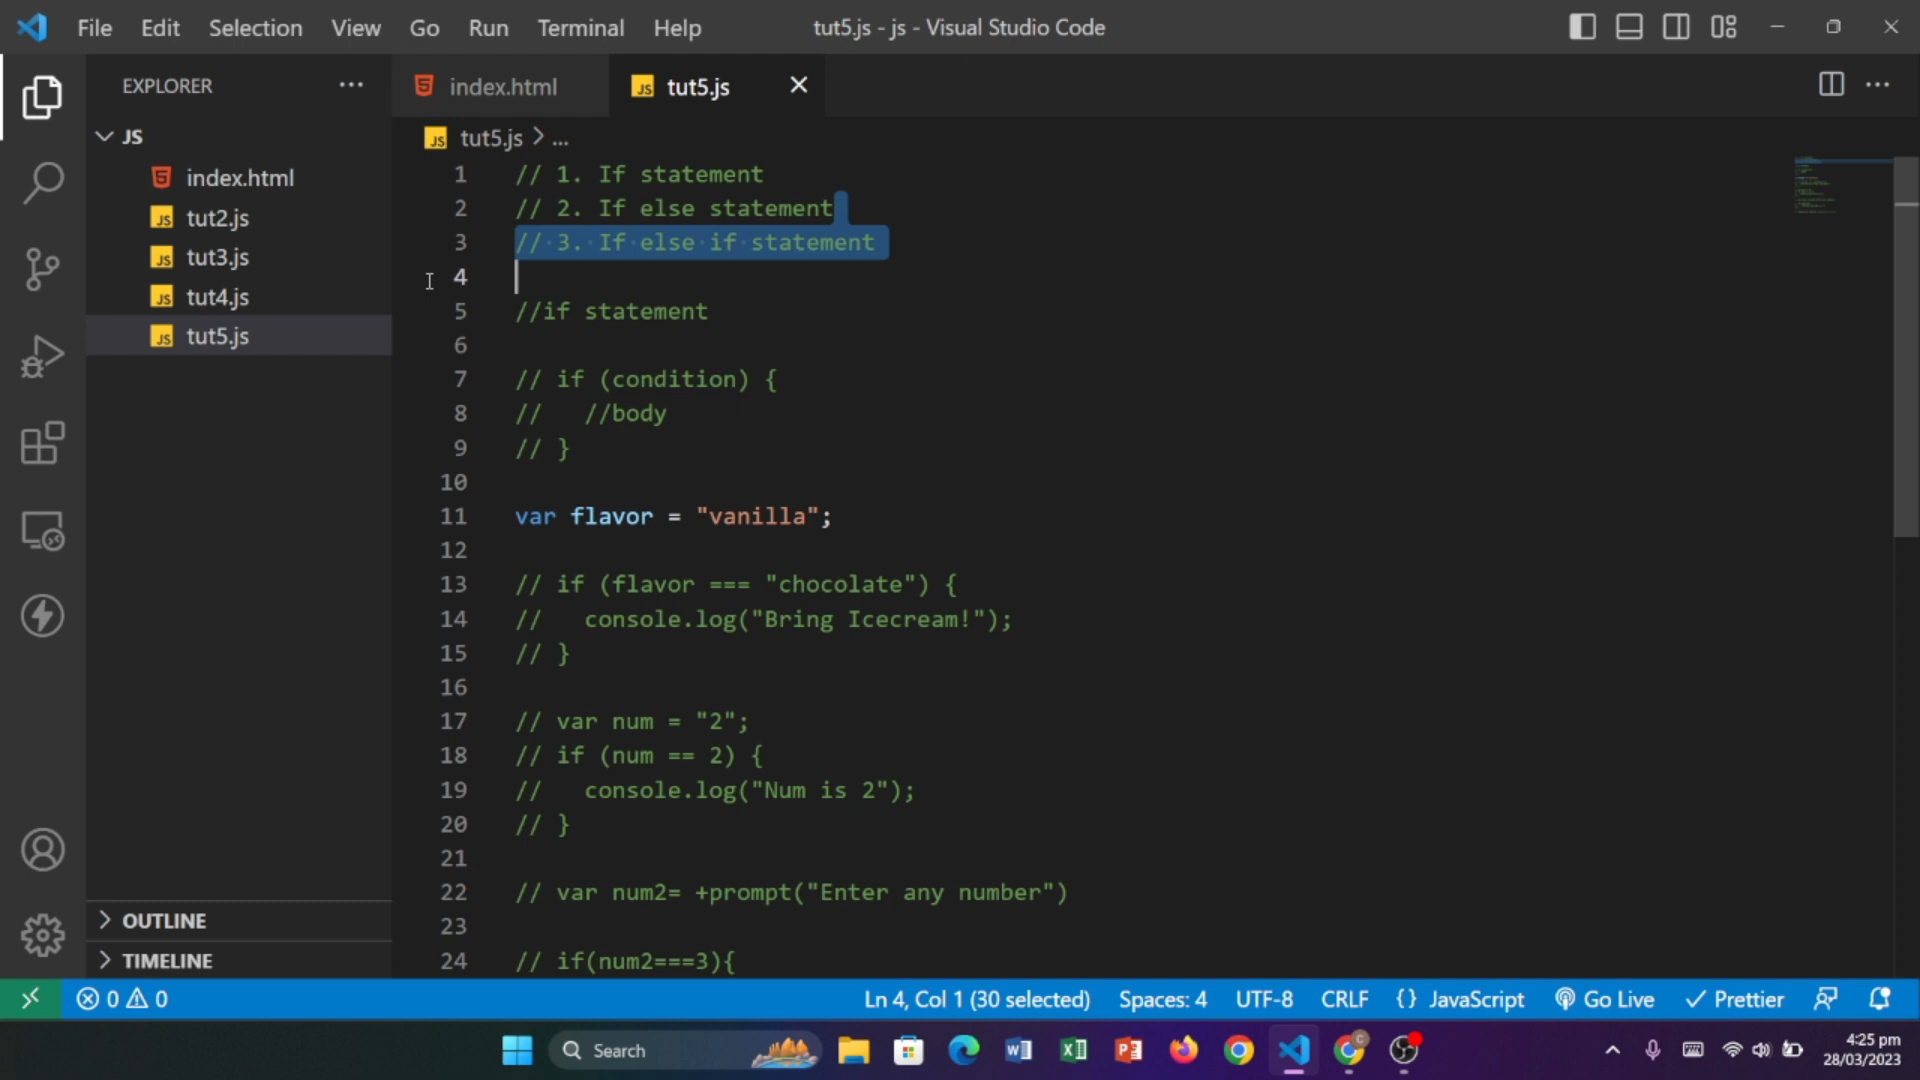 File Edit Selection View Go Run Terminal Help tut5.js - js - Visual Studio Code
EXPLORER ... index.html tut5.js
JS
index.html
tut2.js
tut3.js
tut4.js
tut5.js
OUTLINE
TIMELINE
tut5.js > ...
1 // 1. If statement
2 // 2. If else statement
3 // 3. If else if statement
4
5 //if statement
6
7 // if (condition) {
8 //   //body
9 // }
10
11 var flavor = "vanilla";
12
13 // if (flavor === "chocolate") {
14 //   console.log("Bring Icecream!");
15 // }
16
17 // var num = "2";
18 // if (num == 2) {
19 //   console.log("Num is 2");
20 // }
21
22 // var num2= +prompt("Enter any number")
23
24 // if(num2===3){
0 0 Ln 4, Col 1 (30 selected) Spaces: 4 UTF-8 CRLF {} JavaScript Go Live Prettier
Search
4:25 pm
28/03/2023